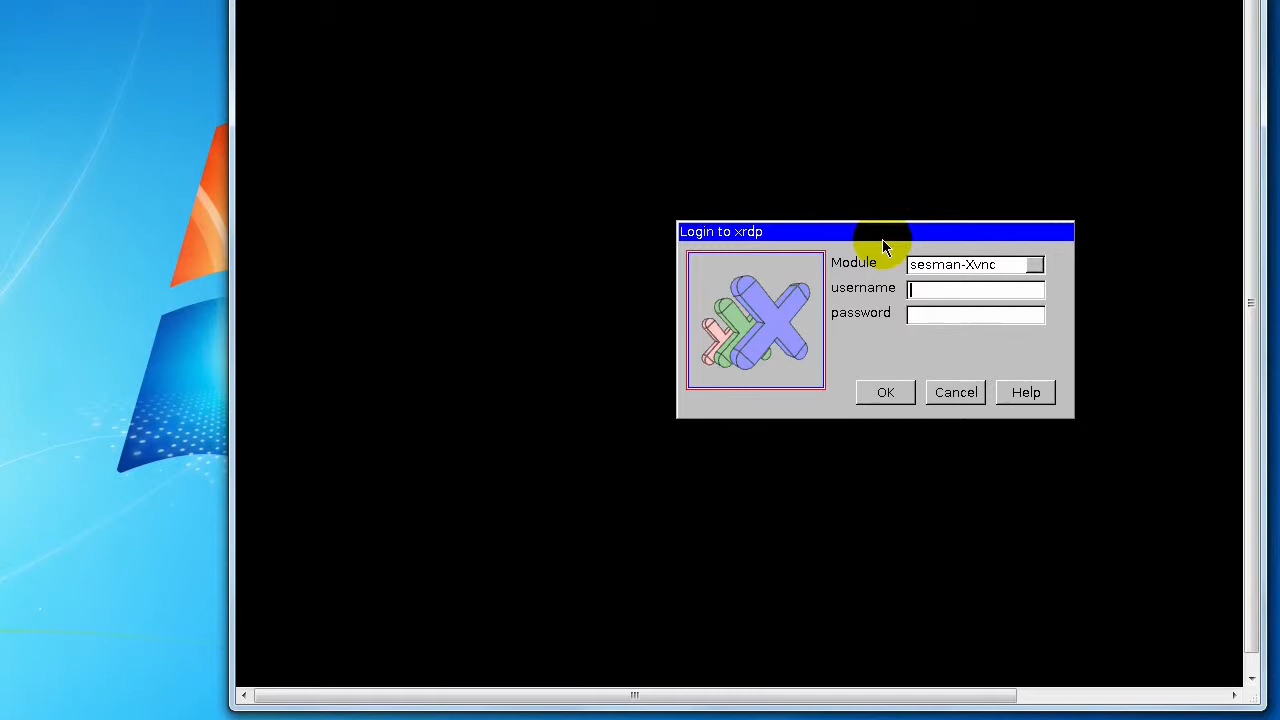 Login to xrdp
Module sesman-Xvnc
username
password
OK Cancel Help